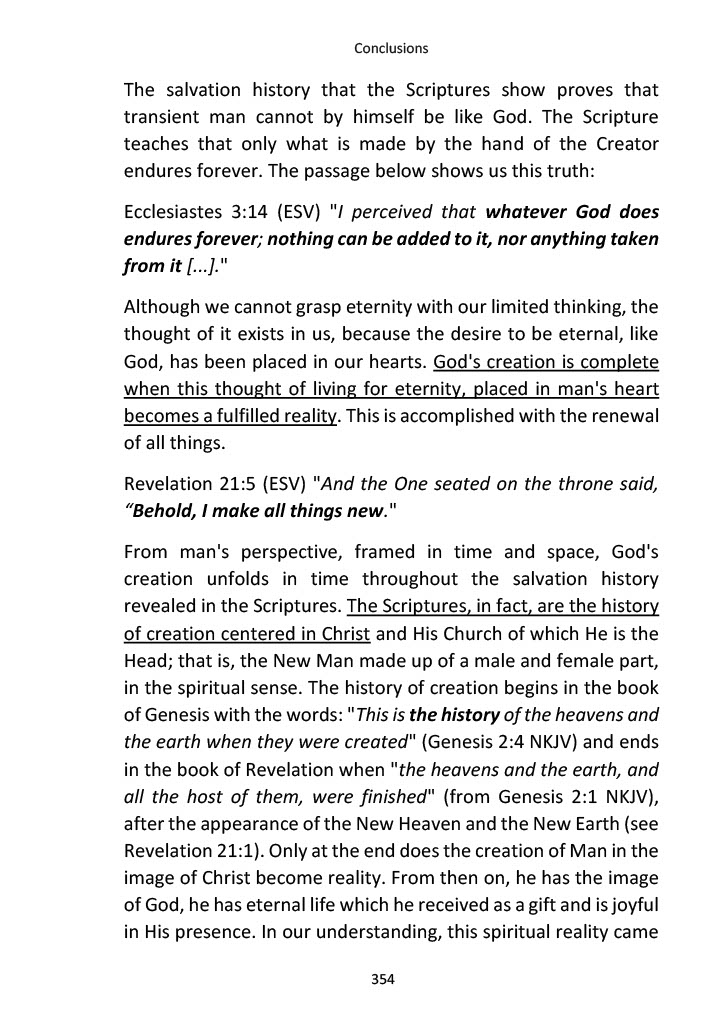 Conclusions
The salvation history that the Scriptures show proves that
transient man cannot by himself be like God. The Scripture
teaches that only what is made by the hand of the Creator
endures forever. The passage below shows us this truth:
Ecclesiastes 3:14 (ESV) "I perceived that whatever God does
endures forever; nothing can be added to it, nor anything taken
from it [...]."
Although we cannot grasp eternity with our limited thinking, the
thought of it exists in us, because the desire to be eternal, like
God, has been placed in our hearts. God's creation is complete
when this thought of living for eternity, placed in man's heart
becomes a fulfilled reality. This is accomplished with the renewal
of all things.
Revelation 21:5 (ESV) "And the One seated on the throne said,
“Behold, I make all things new."
From man's perspective, framed in time and space, God's
creation unfolds in time throughout the salvation history
revealed in the Scriptures. The Scriptures, in fact, are the history
of creation centered in Christ and His Church of which He is the
Head; that is, the New Man made up of a male and female part,
in the spiritual sense. The history of creation begins in the book
of Genesis with the words: "This is the history of the heavens and
the earth when they were created" (Genesis 2:4 NKJV) and ends
in the book of Revelation when "the heavens and the earth, and
all the host of them, were finished" (from Genesis 2:1 NKJV),
after the appearance of the New Heaven and the New Earth (see
Revelation 21:1). Only at the end does the creation of Man in the
image of Christ become reality. From then on, he has the image
of God, he has eternal life which he received as a gift and is joyful
in His presence. In our understanding, this spiritual reality came
354